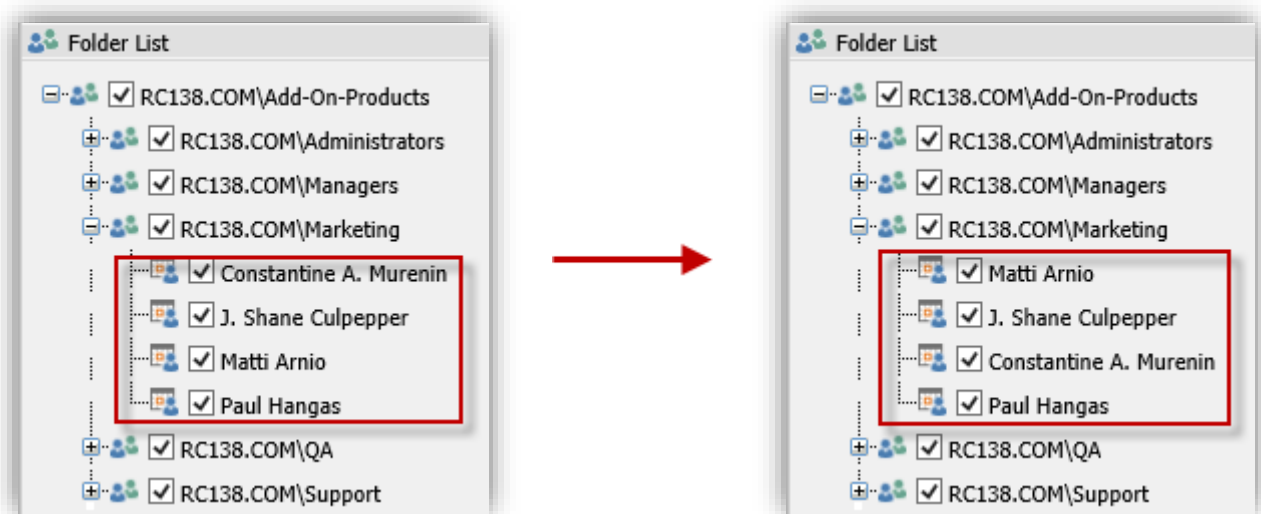 Folder List
RC138.COM\Add-On-Products
RC138.COM\Administrators
RC138.COM\Managers
RC138.COM\Marketing
Constantine A. Murenin
J. Shane Culpepper
Matti Arnio
Paul Hangas
RC138.COM\QA
RC138.COM\Support
Folder List
RC138.COM\Add-On-Products
RC138.COM\Administrators
RC138.COM\Managers
RC138.COM\Marketing
Matti Arnio
J. Shane Culpepper
Constantine A. Murenin
Paul Hangas
RC138.COM\QA
RC138.COM\Support